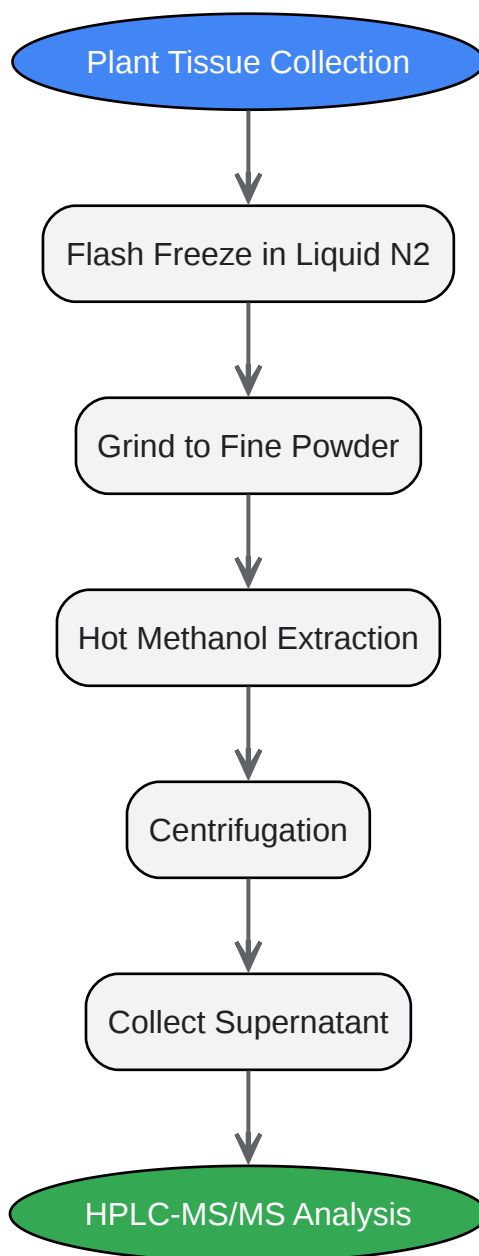 Plant Tissue Collection
Flash Freeze in Liquid N2
Grind to Fine Powder
Hot Methanol Extraction
Centrifugation
Collect Supernatant
HPLC-MS/MS Analysis